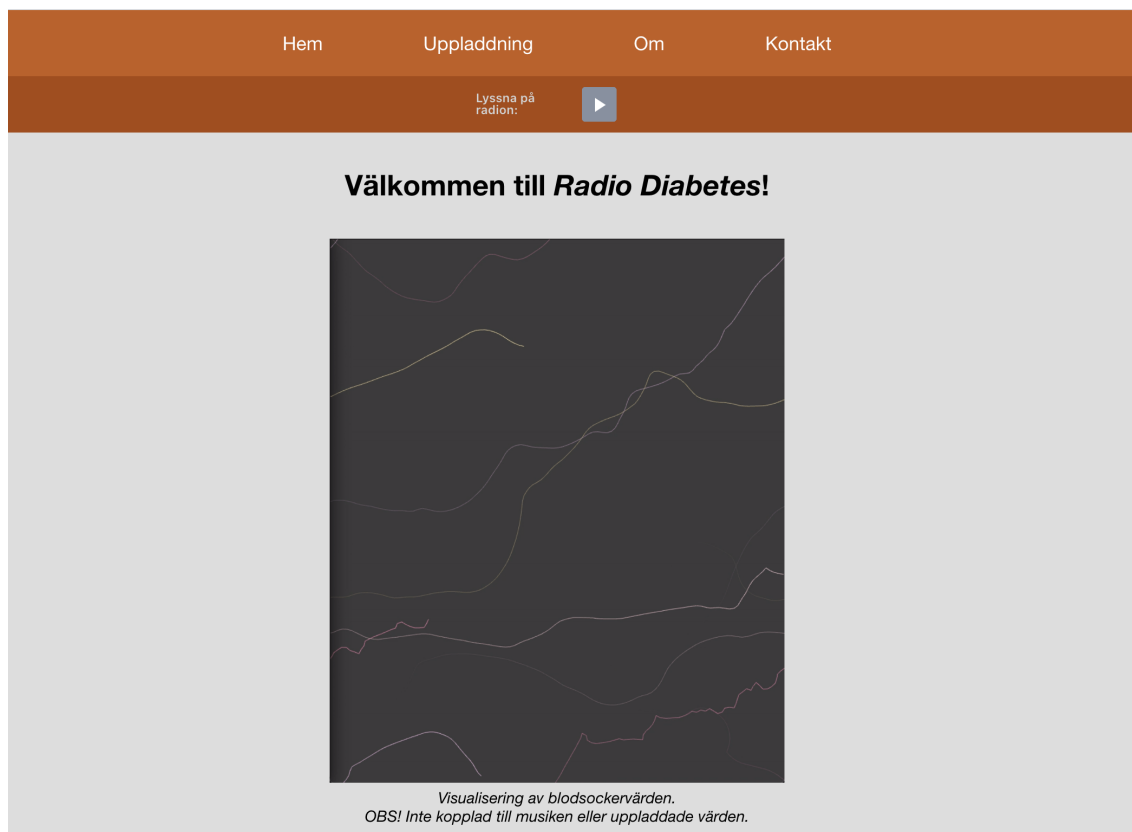 Hem Uppladdning Om Kontakt
Lyssna på
radion:
Välkommen till Radio Diabetes!
Visualisering av blodsockervärden.
OBS! Inte kopplad till musiken eller uppladdade värden.